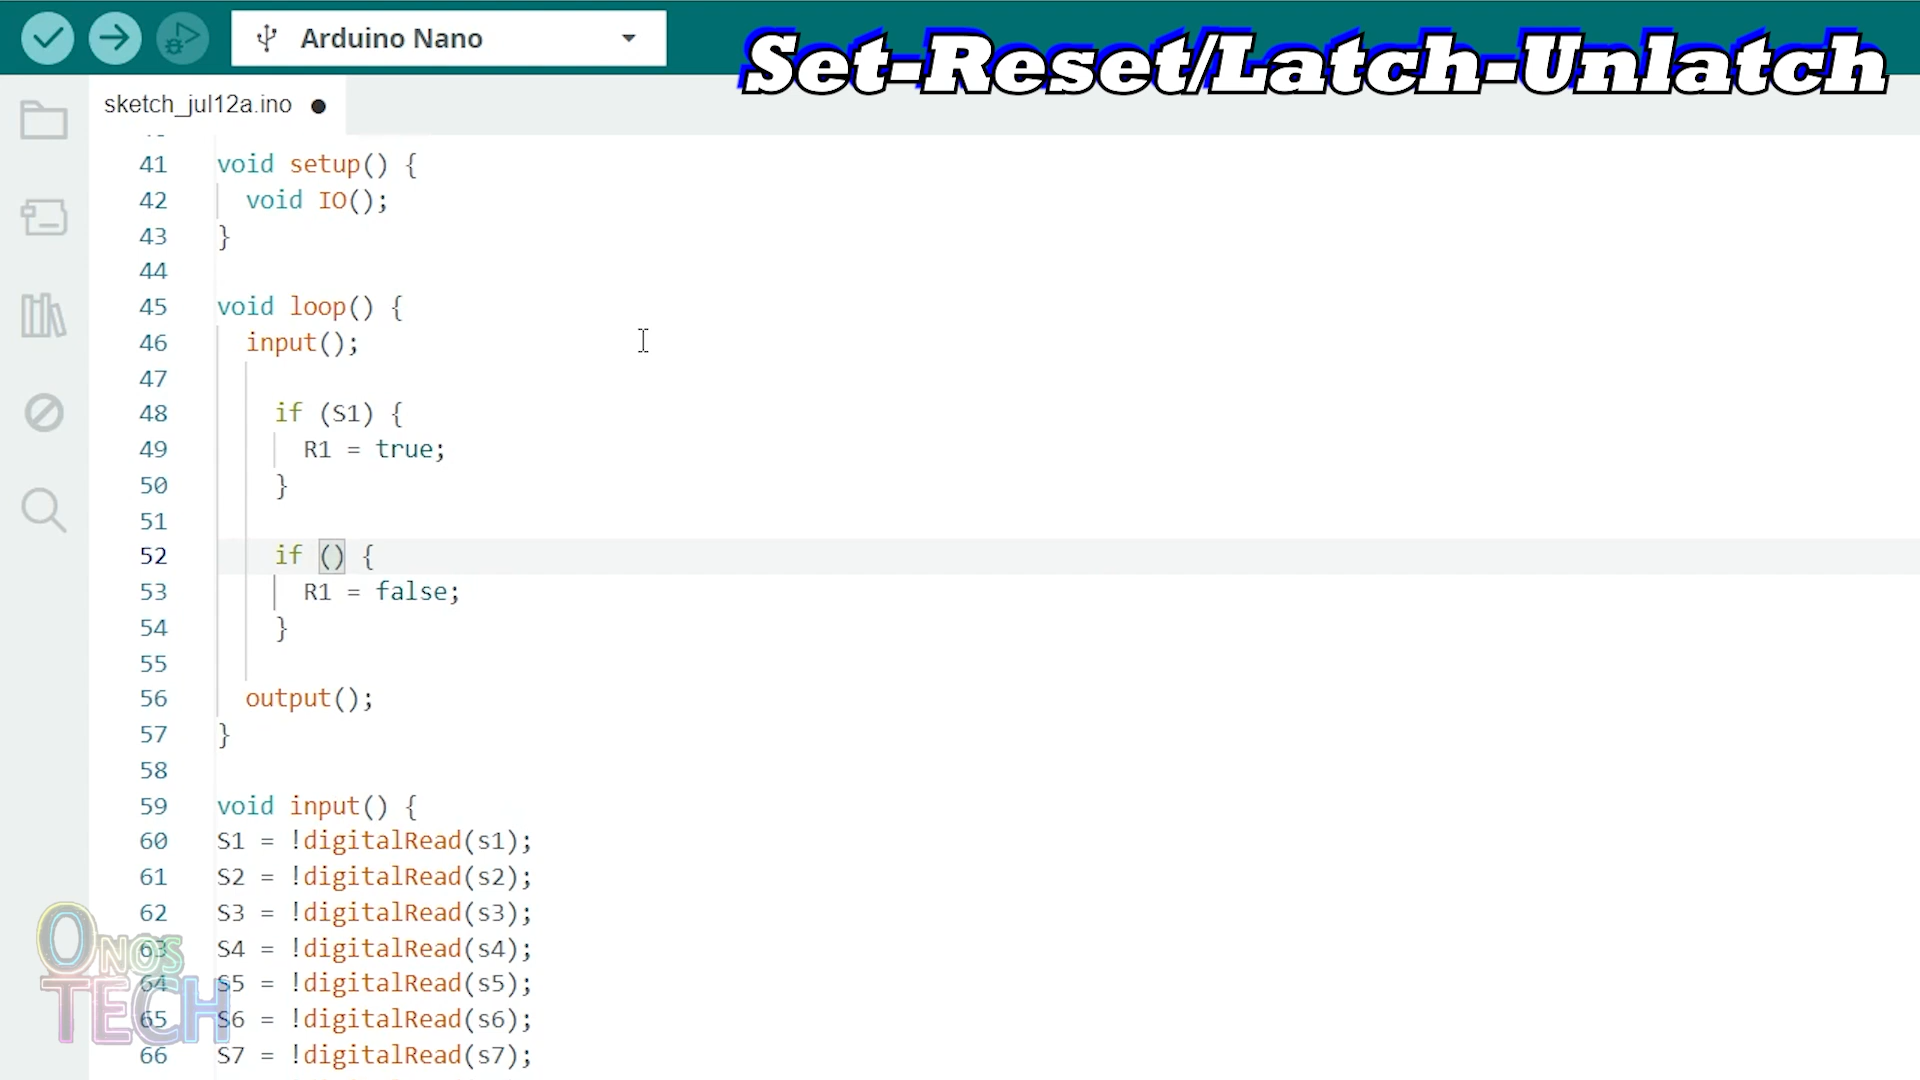 Arduino Nano
Set-Reset/Latch-Unlatch
sketch_jul12a.ino
41 void setup() {
42 void IO();
43 }
44
45 void loop() {
46 input();
47
48 if (S1) {
49 R1 = true;
50 }
51
52 if () {
53 R1 = false;
54 }
55
56 output();
57 }
58
59 void input() {
60 S1 = !digitalRead(s1);
61 S2 = !digitalRead(s2);
62 S3 = !digitalRead(s3);
63 S4 = !digitalRead(s4);
64 S5 = !digitalRead(s5);
65 S6 = !digitalRead(s6);
66 S7 = !digitalRead(s7);
ONOS
TECH